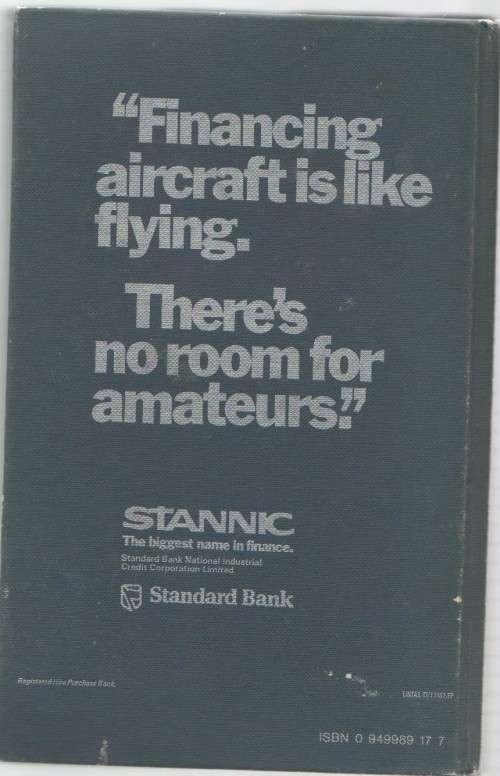 “Financing
aircraft is like
flying.
There's
no room for
amateurs.”
STANNIC
The biggest name in finance.
Standard Bank National Industrial
Credit Corporation Limited
Standard Bank
Registered Hire Purchase Bank.
LINTAS
ISBN 0 949989 17 7